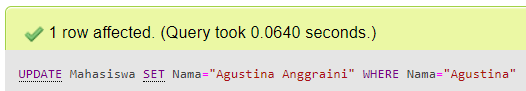 1 row affected. (Query took 0.0640 seconds.)
UPDATE Mahasiswa SET Nama="Agustina Anggraini" WHERE Nama="Agustina"